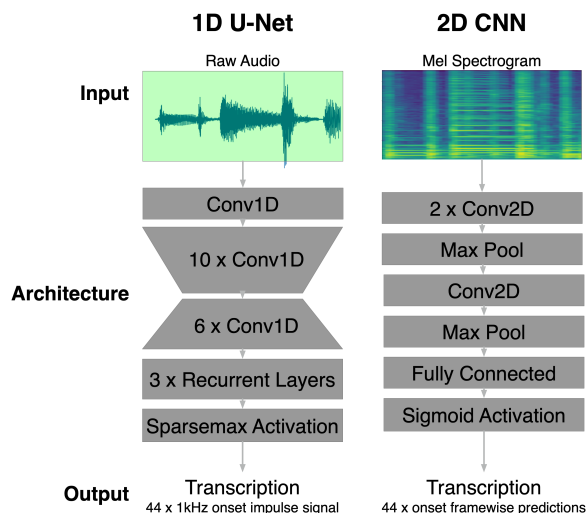 1D U-Net
2D CNN
Input
Raw Audio
Mel Spectrogram
Architecture
Conv1D
10 x Conv1D
6 x Conv1D
3 x Recurrent Layers
Sparsemax Activation
2 x Conv2D
Max Pool
Conv2D
Max Pool
Fully Connected
Sigmoid Activation
Output
Transcription
44 x 1kHz onset impulse signal
Transcription
44 x onset framewise predictions